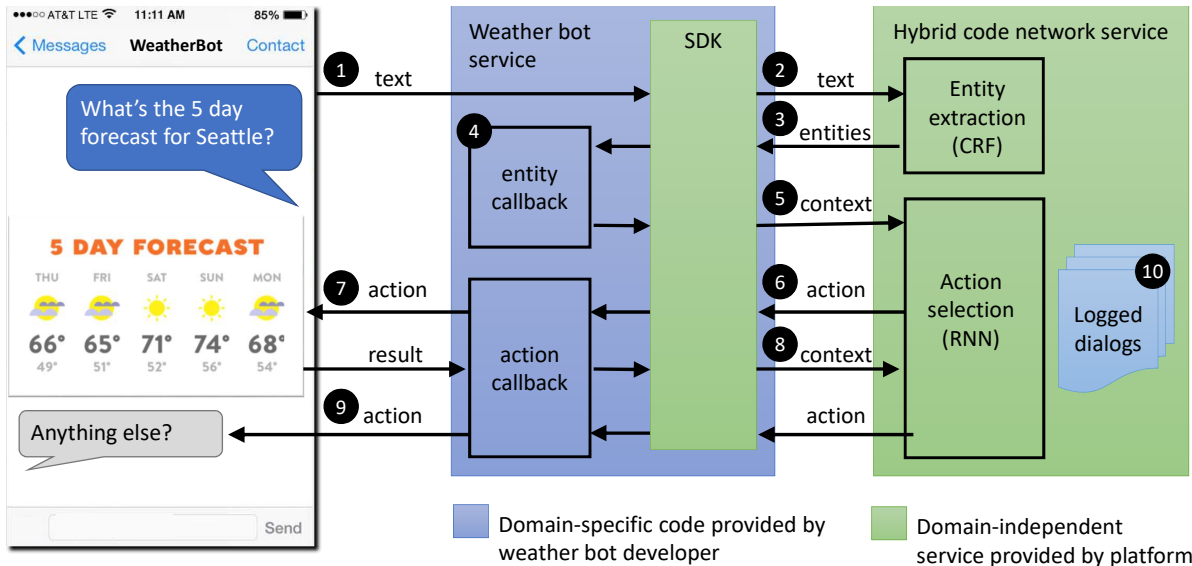 ●●●○○ AT&T LTE 11:11 AM 85%
Messages WeatherBot Contact
What's the 5 day
forecast for Seattle?
5 DAY FORECAST
THU FRI SAT SUN MON
66° 65° 71° 74° 68°
49° 51° 52° 56° 54°
Anything else?
Send
1 text
7 action
result
9 action
Weather bot
service
SDK
4
entity
callback
action
callback
2 text
3 entities
5 context
6 action
8 context
action
Hybrid code network service
Entity
extraction
(CRF)
Action
selection
(RNN)
10
Logged
dialogs
Domain-specific code provided by
weather bot developer
Domain-independent
service provided by platform